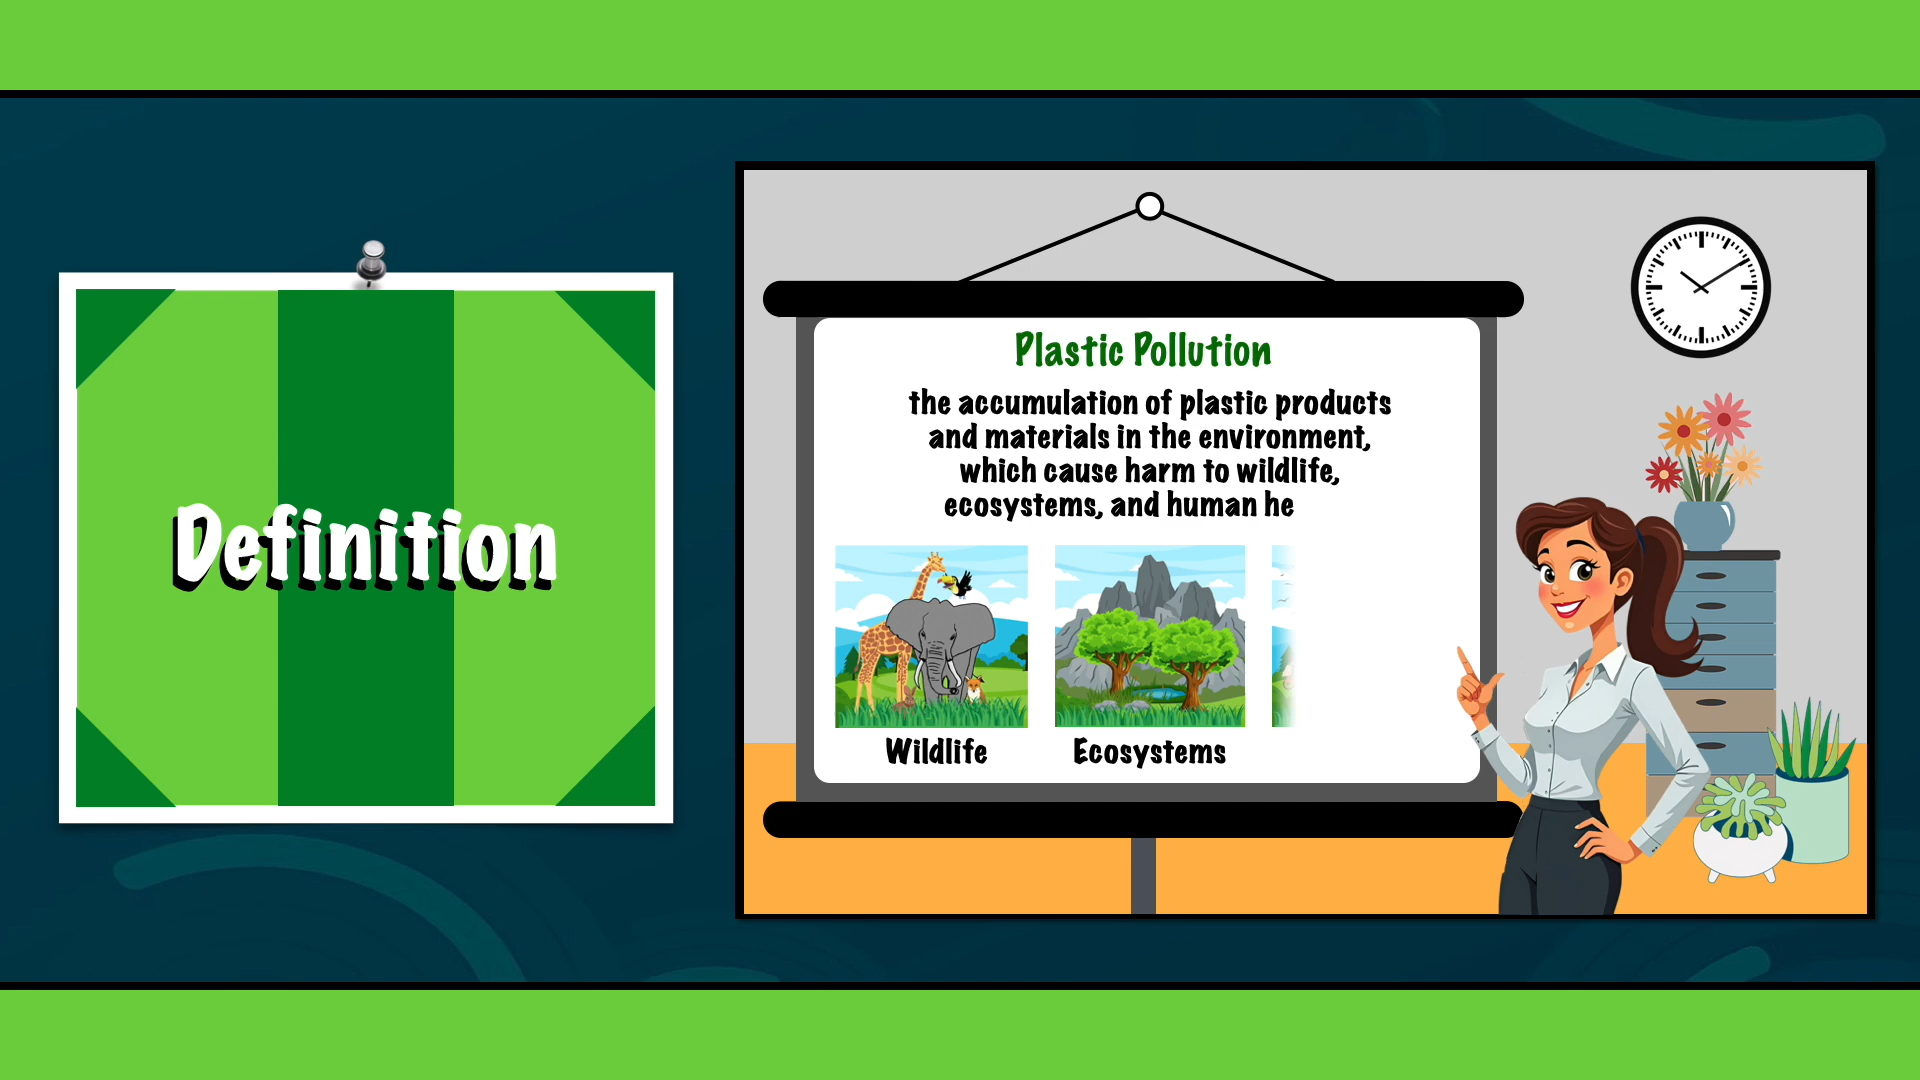 Definition
Plastic Pollution
the accumulation of plastic products
and materials in the environment,
which cause harm to wildlife,
ecosystems, and human he
Wildlife
Ecosystems